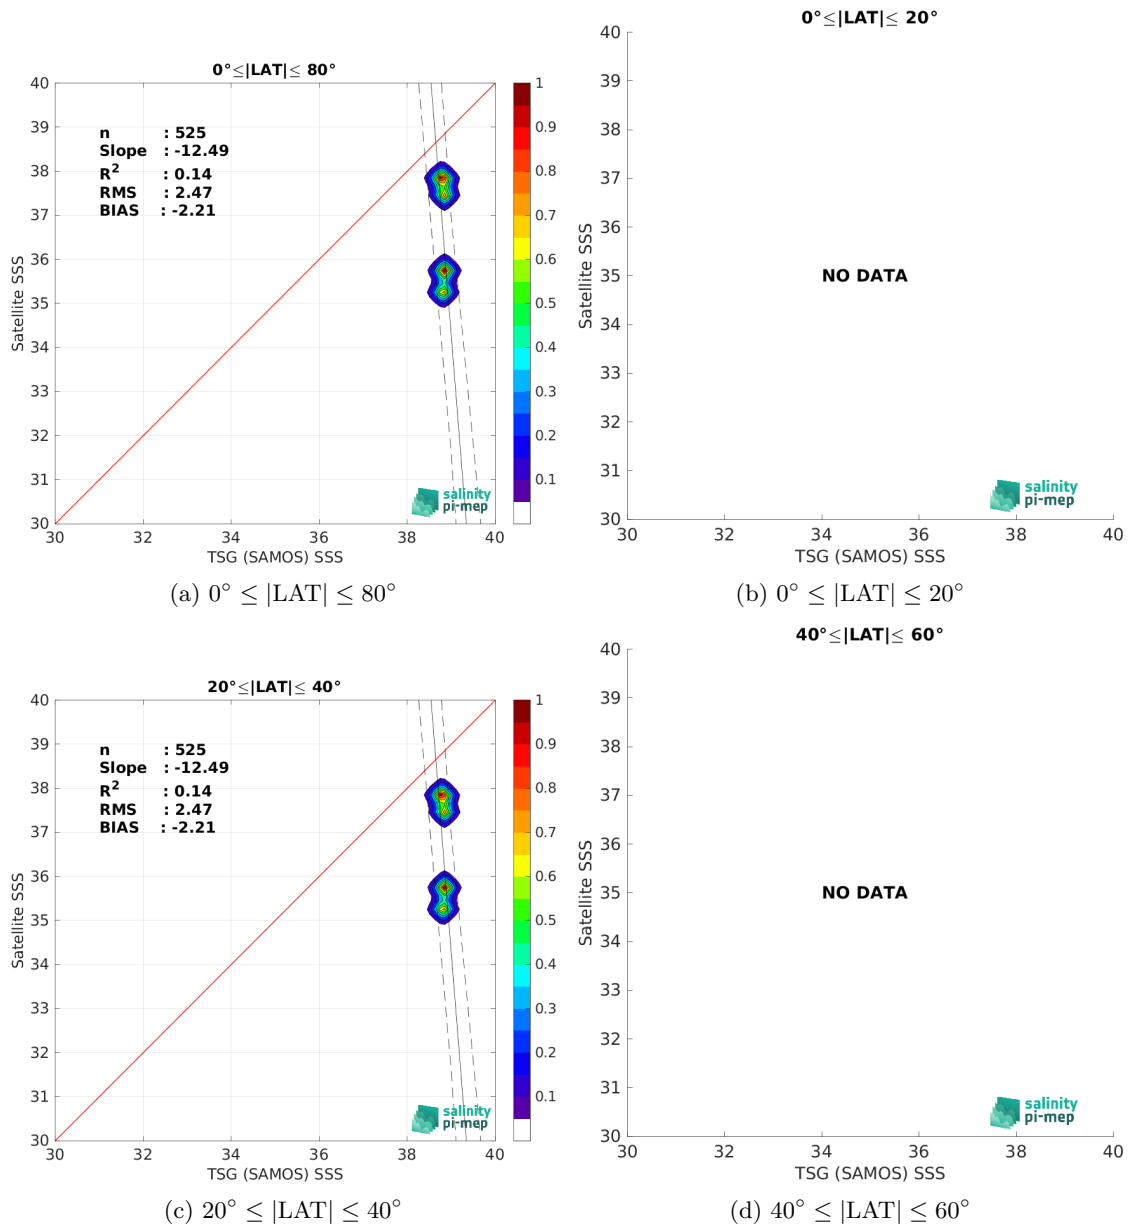 0°≤|LAT|≤ 80°
40
39
38
37
36
35
34
33
32
31
30
Satellite SSS
n : 525
Slope : -12.49
R² : 0.14
RMS : 2.47
BIAS : -2.21
salinity
pi-mep
30 32 34 36 38 40
TSG (SAMOS) SSS
1
0.9
0.8
0.7
0.6
0.5
0.4
0.3
0.2
0.1
(a) 0° ≤ |LAT| ≤ 80°
0°≤|LAT|≤ 20°
40
39
38
37
36
35
34
33
32
31
30
Satellite SSS
NO DATA
salinity
pi-mep
30 32 34 36 38 40
TSG (SAMOS) SSS
(b) 0° ≤ |LAT| ≤ 20°
20°≤|LAT|≤ 40°
40
39
38
37
36
35
34
33
32
31
30
Satellite SSS
n : 525
Slope : -12.49
R² : 0.14
RMS : 2.47
BIAS : -2.21
salinity
pi-mep
30 32 34 36 38 40
TSG (SAMOS) SSS
1
0.9
0.8
0.7
0.6
0.5
0.4
0.3
0.2
0.1
(c) 20° ≤ |LAT| ≤ 40°
40°≤|LAT|≤ 60°
40
39
38
37
36
35
34
33
32
31
30
Satellite SSS
NO DATA
salinity
pi-mep
30 32 34 36 38 40
TSG (SAMOS) SSS
(d) 40° ≤ |LAT| ≤ 60°